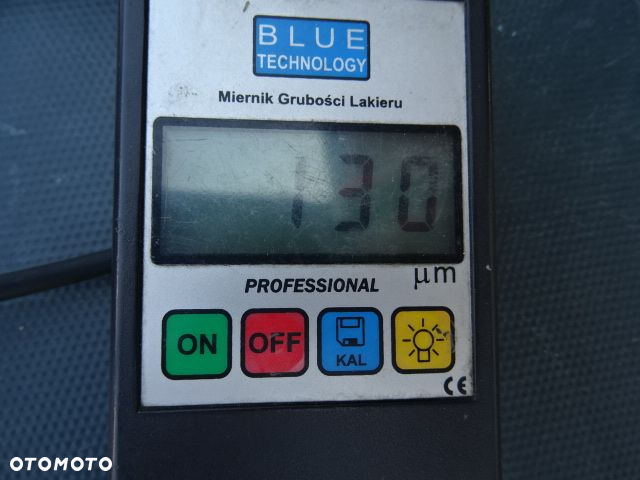 BLUE
TECHNOLOGY
Miernik Grubości Lakieru
130
PROFESSIONAL
μm
ON
OFF
KAL
CE
OTOMOTO